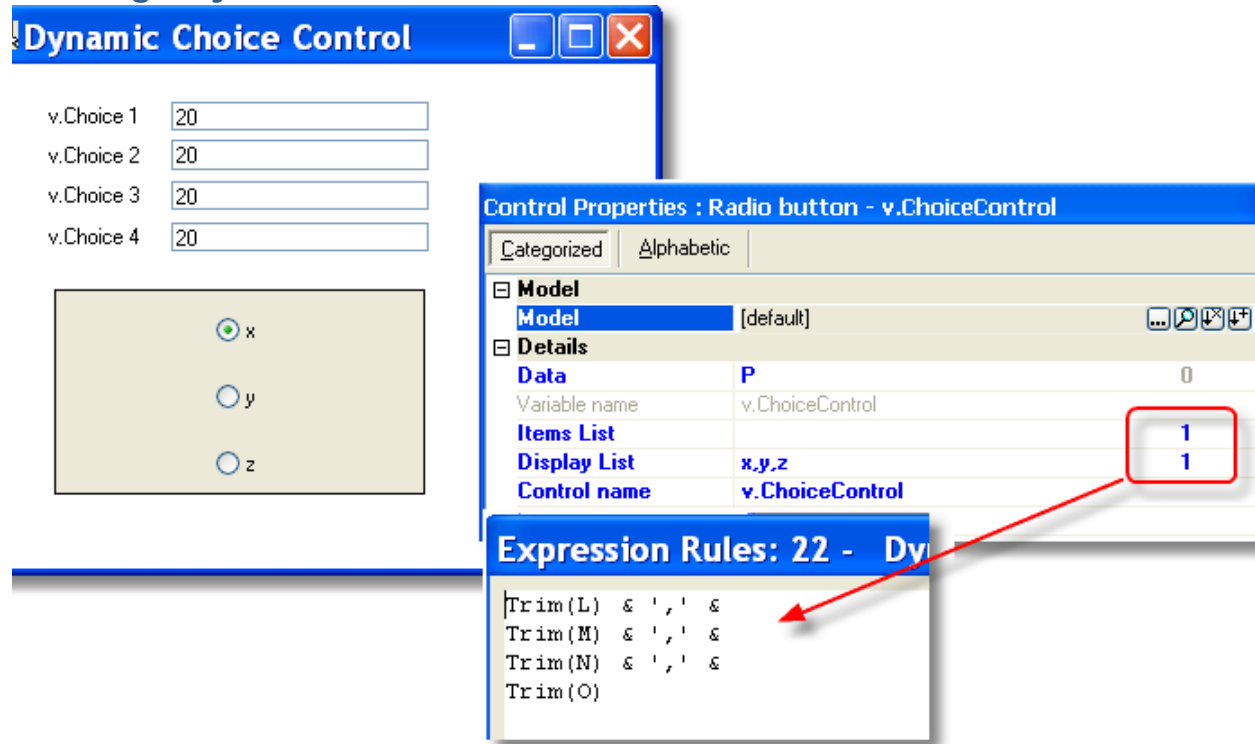 Dynamic Choice Control
v.Choice 1 20
v.Choice 2 20
v.Choice 3 20
v.Choice 4 20
x
y
z
Control Properties : Radio button - v.ChoiceControl
Categorized Alphabetic
Model
Model [default] ...
Details
Data P 0
Variable name v.ChoiceControl
Items List 1
Display List x,y,z 1
Control name v.ChoiceControl
Expression Rules: 22 - Dy
Trim(L) & ',' &
Trim(M) & ',' &
Trim(N) & ',' &
Trim(O)